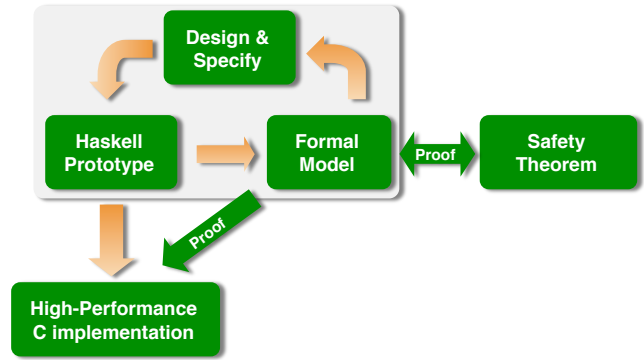 Design &
Specify
Haskell
Prototype
Formal
Model
Proof
Safety
Theorem
Proof
High-Performance
C implementation